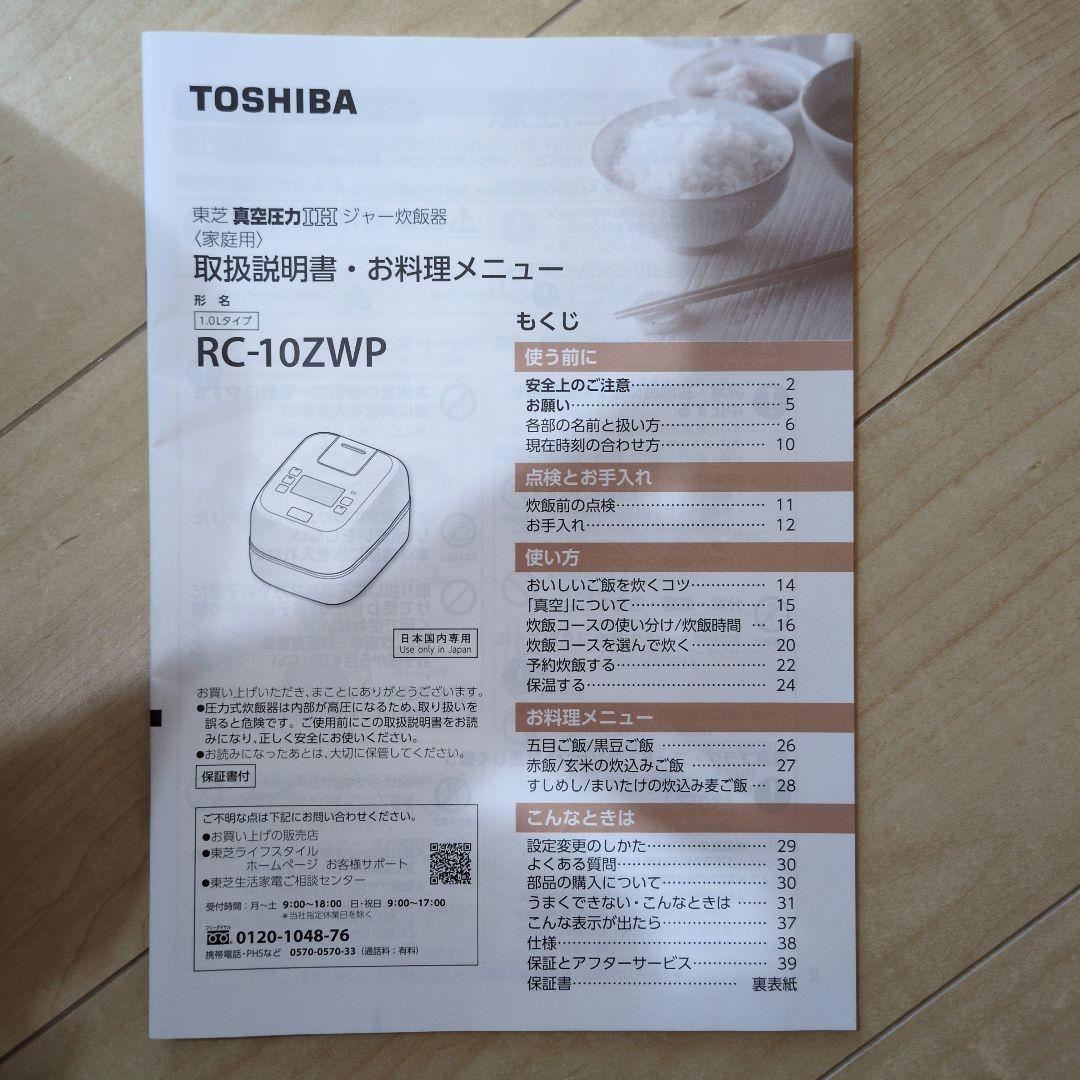 TOSHIBA
東芝 真空圧力IH ジャー炊飯器
〈家庭用〉
取扱説明書・お料理メニュー
形 名
1.0Lタイプ
RC-10ZWP
日本国内専用
Use only in Japan
お買い上げいただき、まことにありがとうございます。
●圧力式炊飯器は内部が高圧になるため、取り扱いを
誤ると危険です。ご使用前にこの取扱説明書をお読
みになり、正しく安全にお使いください。
●お読みになったあとは、大切に保管してください。
保証書付
ご不明な点は下記にお問い合わせください。
●お買い上げの販売店
●東芝ライフスタイル
ホームページ お客様サポート
●東芝生活家電ご相談センター
受付時間：月〜土 9:00〜18:00 日・祝日 9:00〜17:00
＊当社指定休業日を除く
フリーダイヤル
0120-1048-76
携帯電話・PHSなど 0570-0570-33（通話料：有料）
もくじ
使う前に
安全上のご注意 2
お願い 5
各部の名前と扱い方 6
現在時刻の合わせ方 10
点検とお手入れ
炊飯前の点検 11
お手入れ 12
使い方
おいしいご飯を炊くコツ 14
「真空」について 15
炊飯コースの使い分け/炊飯時間 16
炊飯コースを選んで炊く 20
予約炊飯する 22
保温する 24
お料理メニュー
五目ご飯/黒豆ご飯 26
赤飯/玄米の炊込みご飯 27
すしめし/まいたけの炊込み麦ご飯 28
こんなときは
設定変更のしかた 29
よくある質問 30
部品の購入について 30
うまくできない・こんなときは 31
こんな表示が出たら 37
仕様 38
保証とアフターサービス 39
保証書 裏表紙